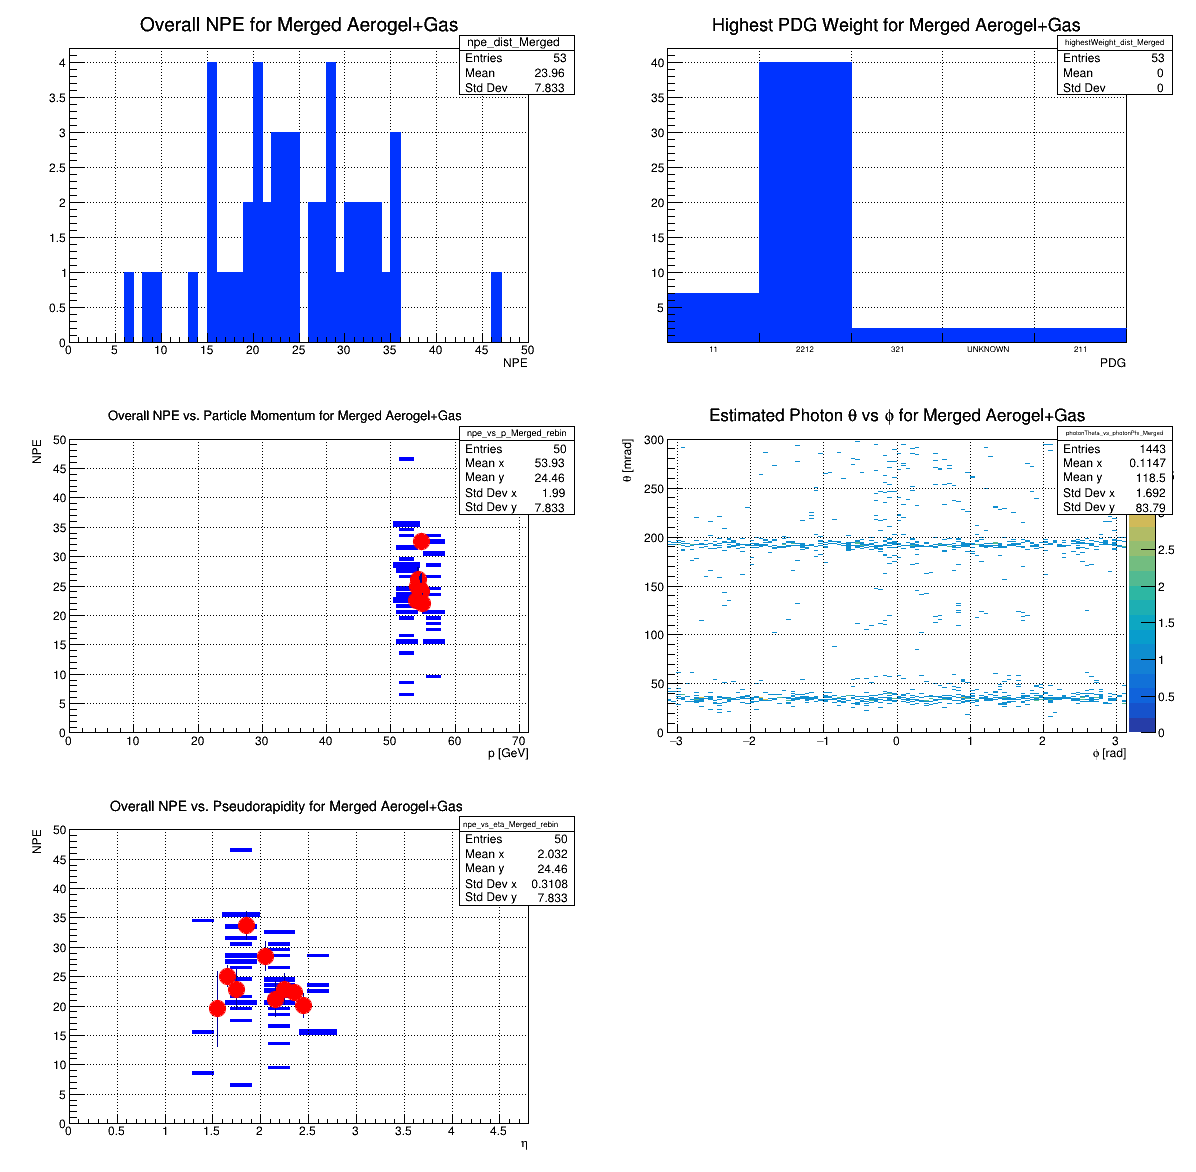 Overall NPE for Merged Aerogel+Gas
npe_dist_Merged
Entries 53
Mean 23.96
Std Dev 7.833
4
3.5
3
2.5
2
1.5
1
0.5
0 5 10 15 20 25 30 35 40 45 50
NPE
Highest PDG Weight for Merged Aerogel+Gas
highestWeight_dist_Merged
Entries 53
Mean 0
Std Dev 0
40
35
30
25
20
15
10
5
11 2212 321 UNKNOWN 211
PDG
Overall NPE vs. Particle Momentum for Merged Aerogel+Gas
npe_vs_p_Merged_rebin
Entries 50
Mean x 53.93
Mean y 24.46
Std Dev x 1.99
Std Dev y 7.833
NPE
50
45
40
35
30
25
20
15
10
5
0
0 10 20 30 40 50 60 70
p [GeV]
Estimated Photon θ vs ϕ for Merged Aerogel+Gas
photonTheta_vs_photonPhi_Merged
Entries 1443
Mean x 0.1147
Mean y 118.5
Std Dev x 1.692
Std Dev y 83.79
θ [mrad]
300
250
200
150
100
50
0
−3 −2 −1 0 1 2 3
ϕ [rad]
2.5
2
1.5
1
0.5
0
Overall NPE vs. Pseudorapidity for Merged Aerogel+Gas
npe_vs_eta_Merged_rebin
Entries 50
Mean x 2.032
Mean y 24.46
Std Dev x 0.3108
Std Dev y 7.833
NPE
50
45
40
35
30
25
20
15
10
5
0
0 0.5 1 1.5 2 2.5 3 3.5 4 4.5
η